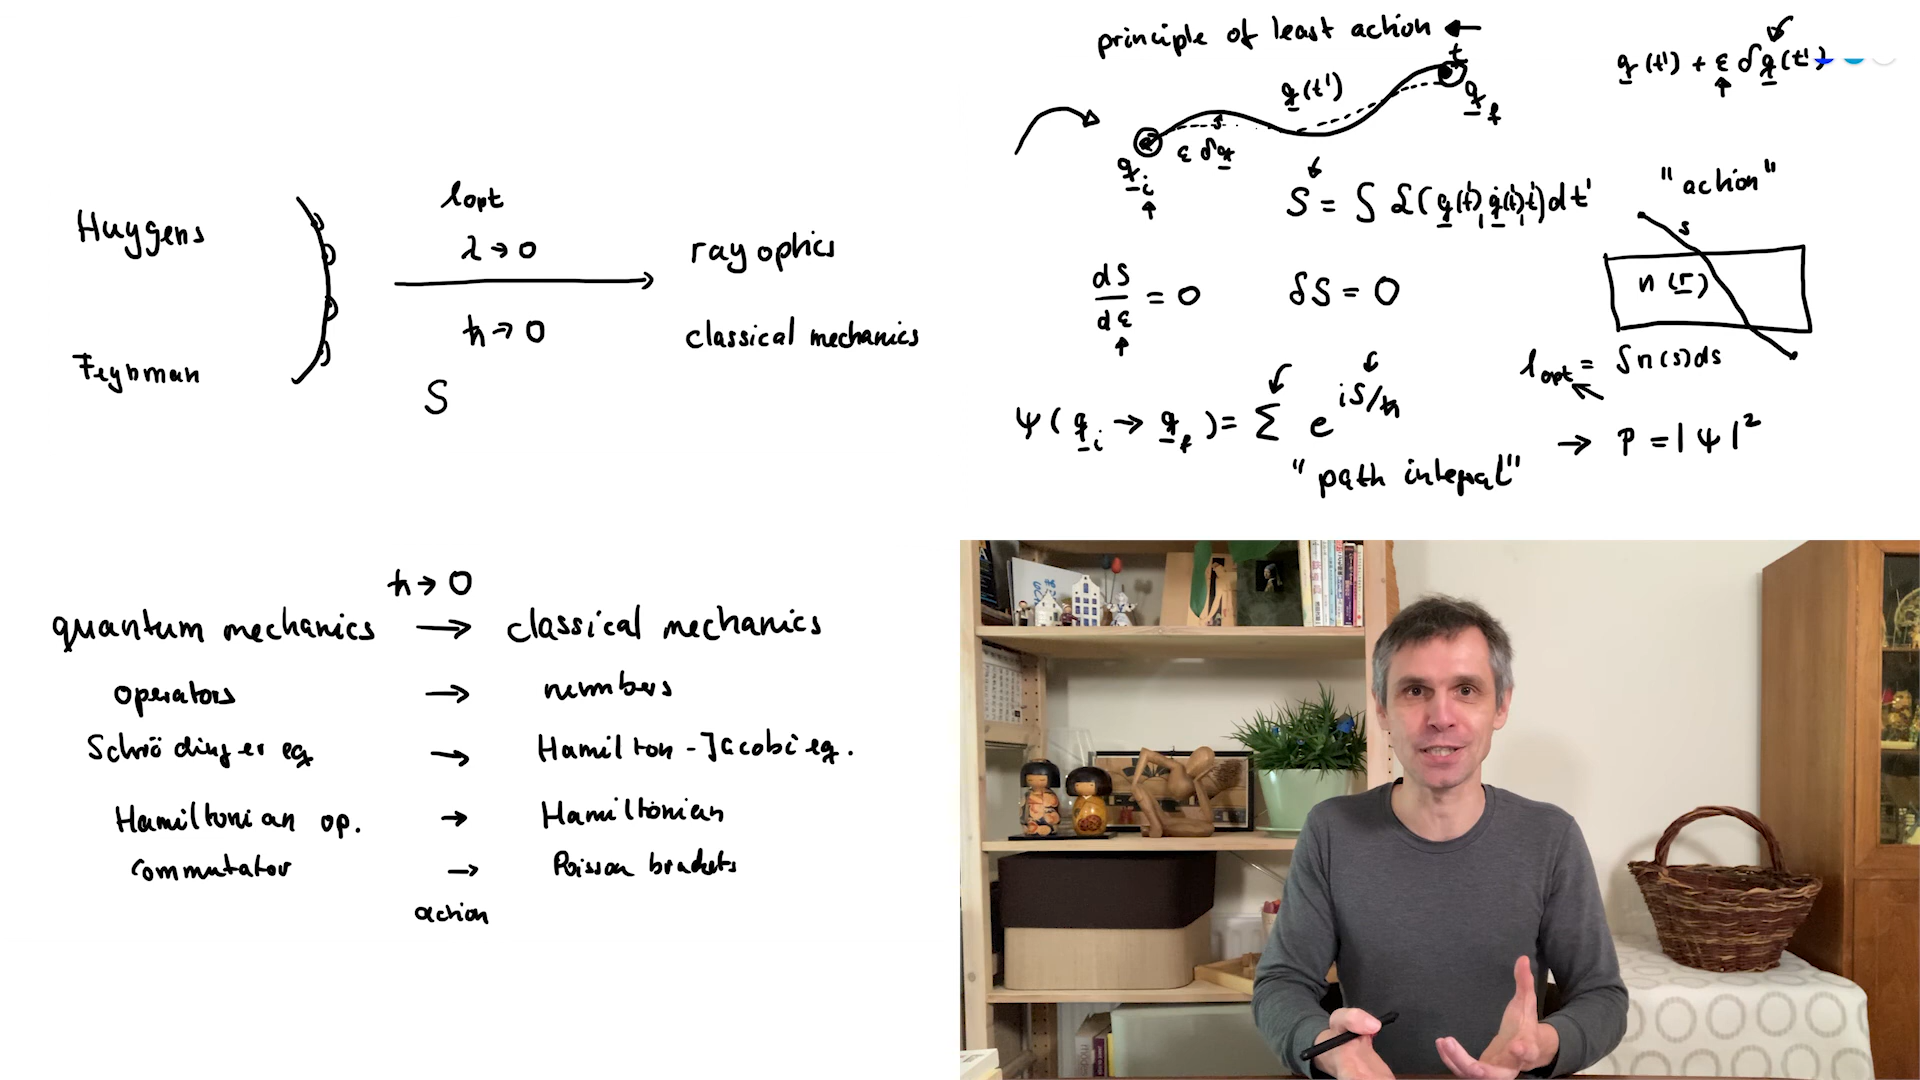 Huygens
l_opt
λ → 0
ray optics
Feynman
ħ → 0
classical mechanics
S
principle of least action ←
q(t') + ε δq(t')
t
q(t')
q_f
ε δq
q_i
S = ∫ L(q(t'), q̇(t'), t') dt'
"action"
s
n(r)
dS/dε = 0
δS = 0
l_opt = ∫n(s)ds
ψ(q_i → q_f) = Σ e^{iS/ħ}
→ P = |ψ|²
"path integral"
ħ → 0
quantum mechanics → classical mechanics
operators → numbers
Schrödinger eq → Hamilton-Jacobi eq.
Hamiltonian op. → Hamiltonian
commutator → Poisson brackets
action